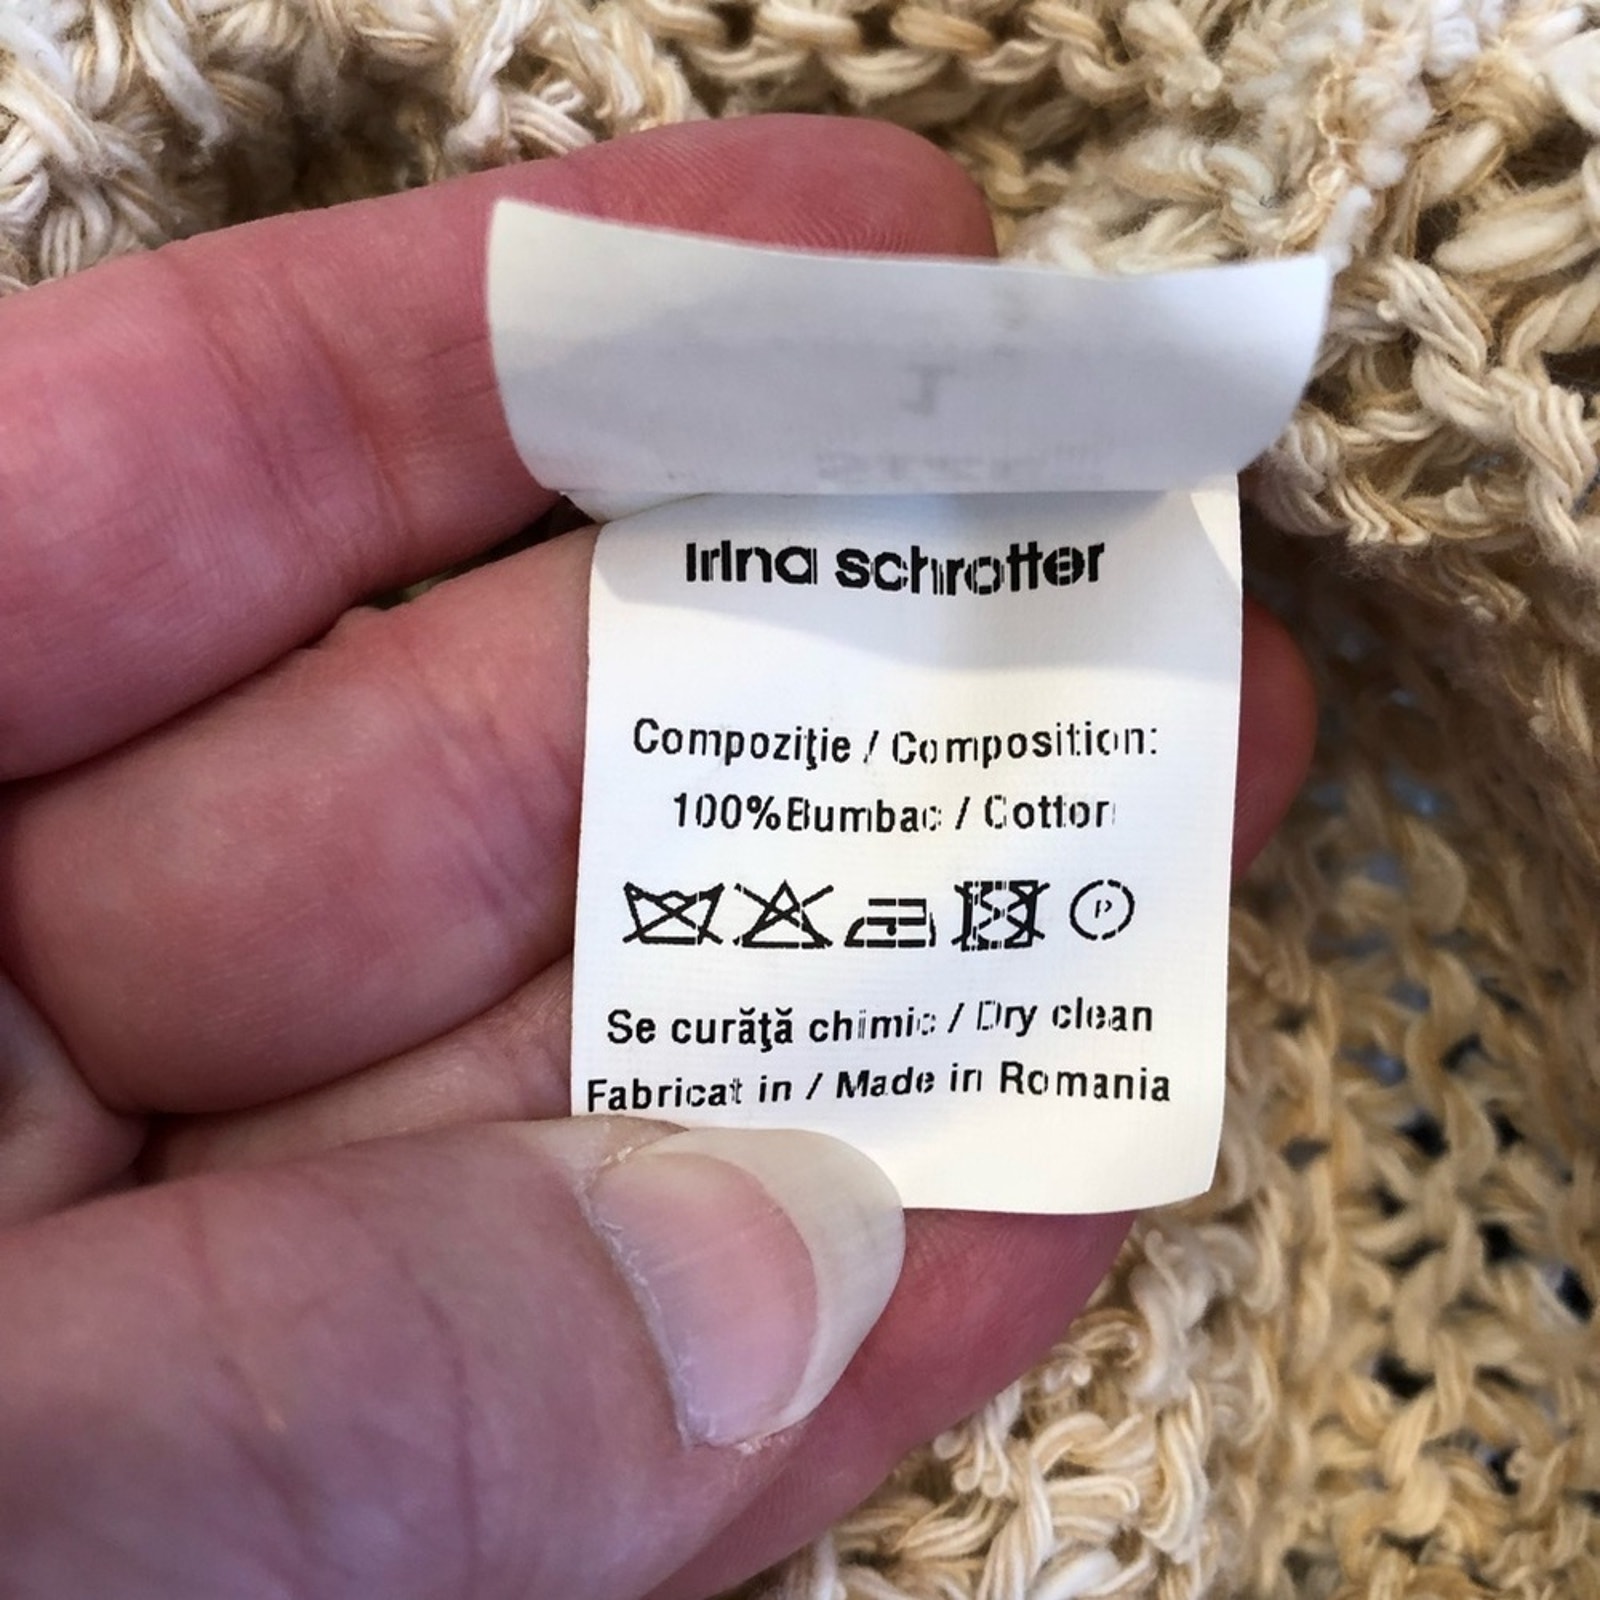 irina schrotter
Compoziţie / Composition:
100%Bumbac / Cotton
P
Se curăţă chimic / Dry clean
Fabricat in / Made in Romania